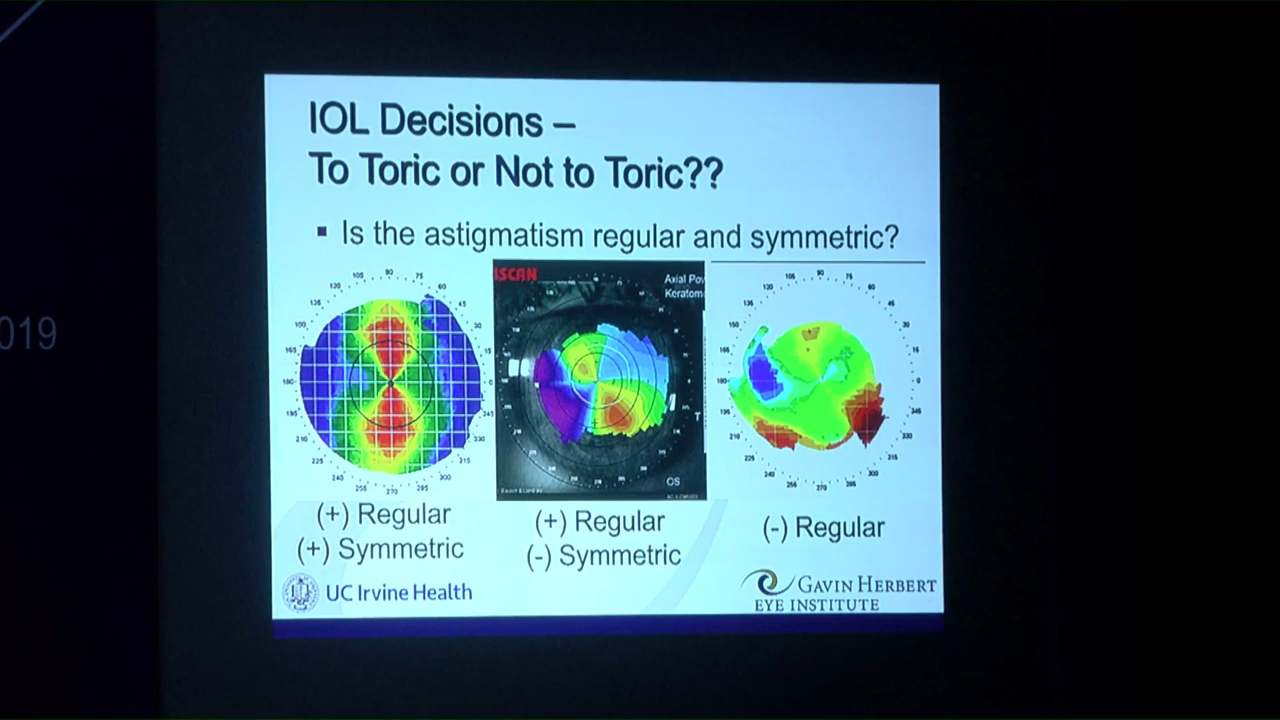 019
IOL Decisions –
To Toric or Not to Toric??
▪ Is the astigmatism regular and symmetric?
ISCAN
Axial Pow
Keratom
OS
(+) Regular
(+) Symmetric
(+) Regular
(-) Symmetric
(-) Regular
UC Irvine Health
GAVIN HERBERT
EYE INSTITUTE